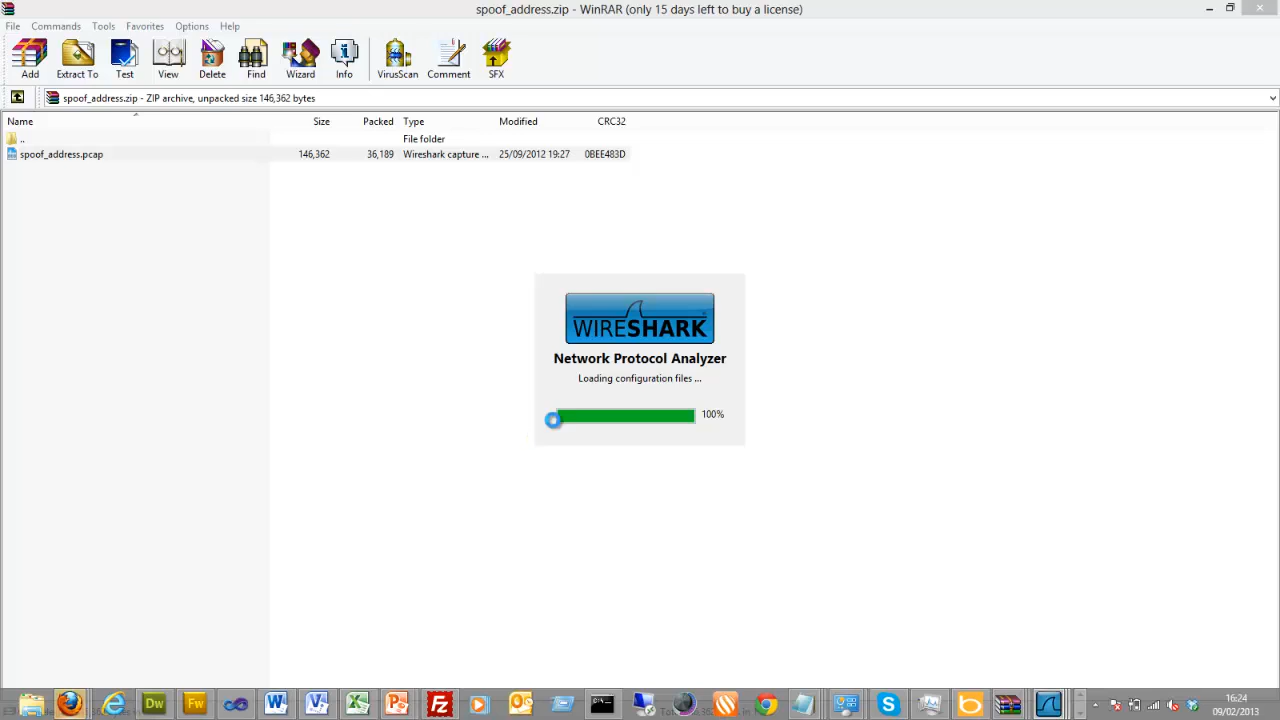 spoof_address.zip - WinRAR (only 15 days left to buy a license)
File Commands Tools Favorites Options Help
Add Extract To Test View Delete Find Wizard Info VirusScan Comment SFX
spoof_address.zip - ZIP archive, unpacked size 146,362 bytes
Name Size Packed Type Modified CRC32
.. File folder
spoof_address.pcap 146,362 36,189 Wireshark capture ... 25/09/2012 19:27 0BEE483D
WIRESHARK
Network Protocol Analyzer
Loading configuration files ...
100%
Dw Fw
16:24
09/02/2013